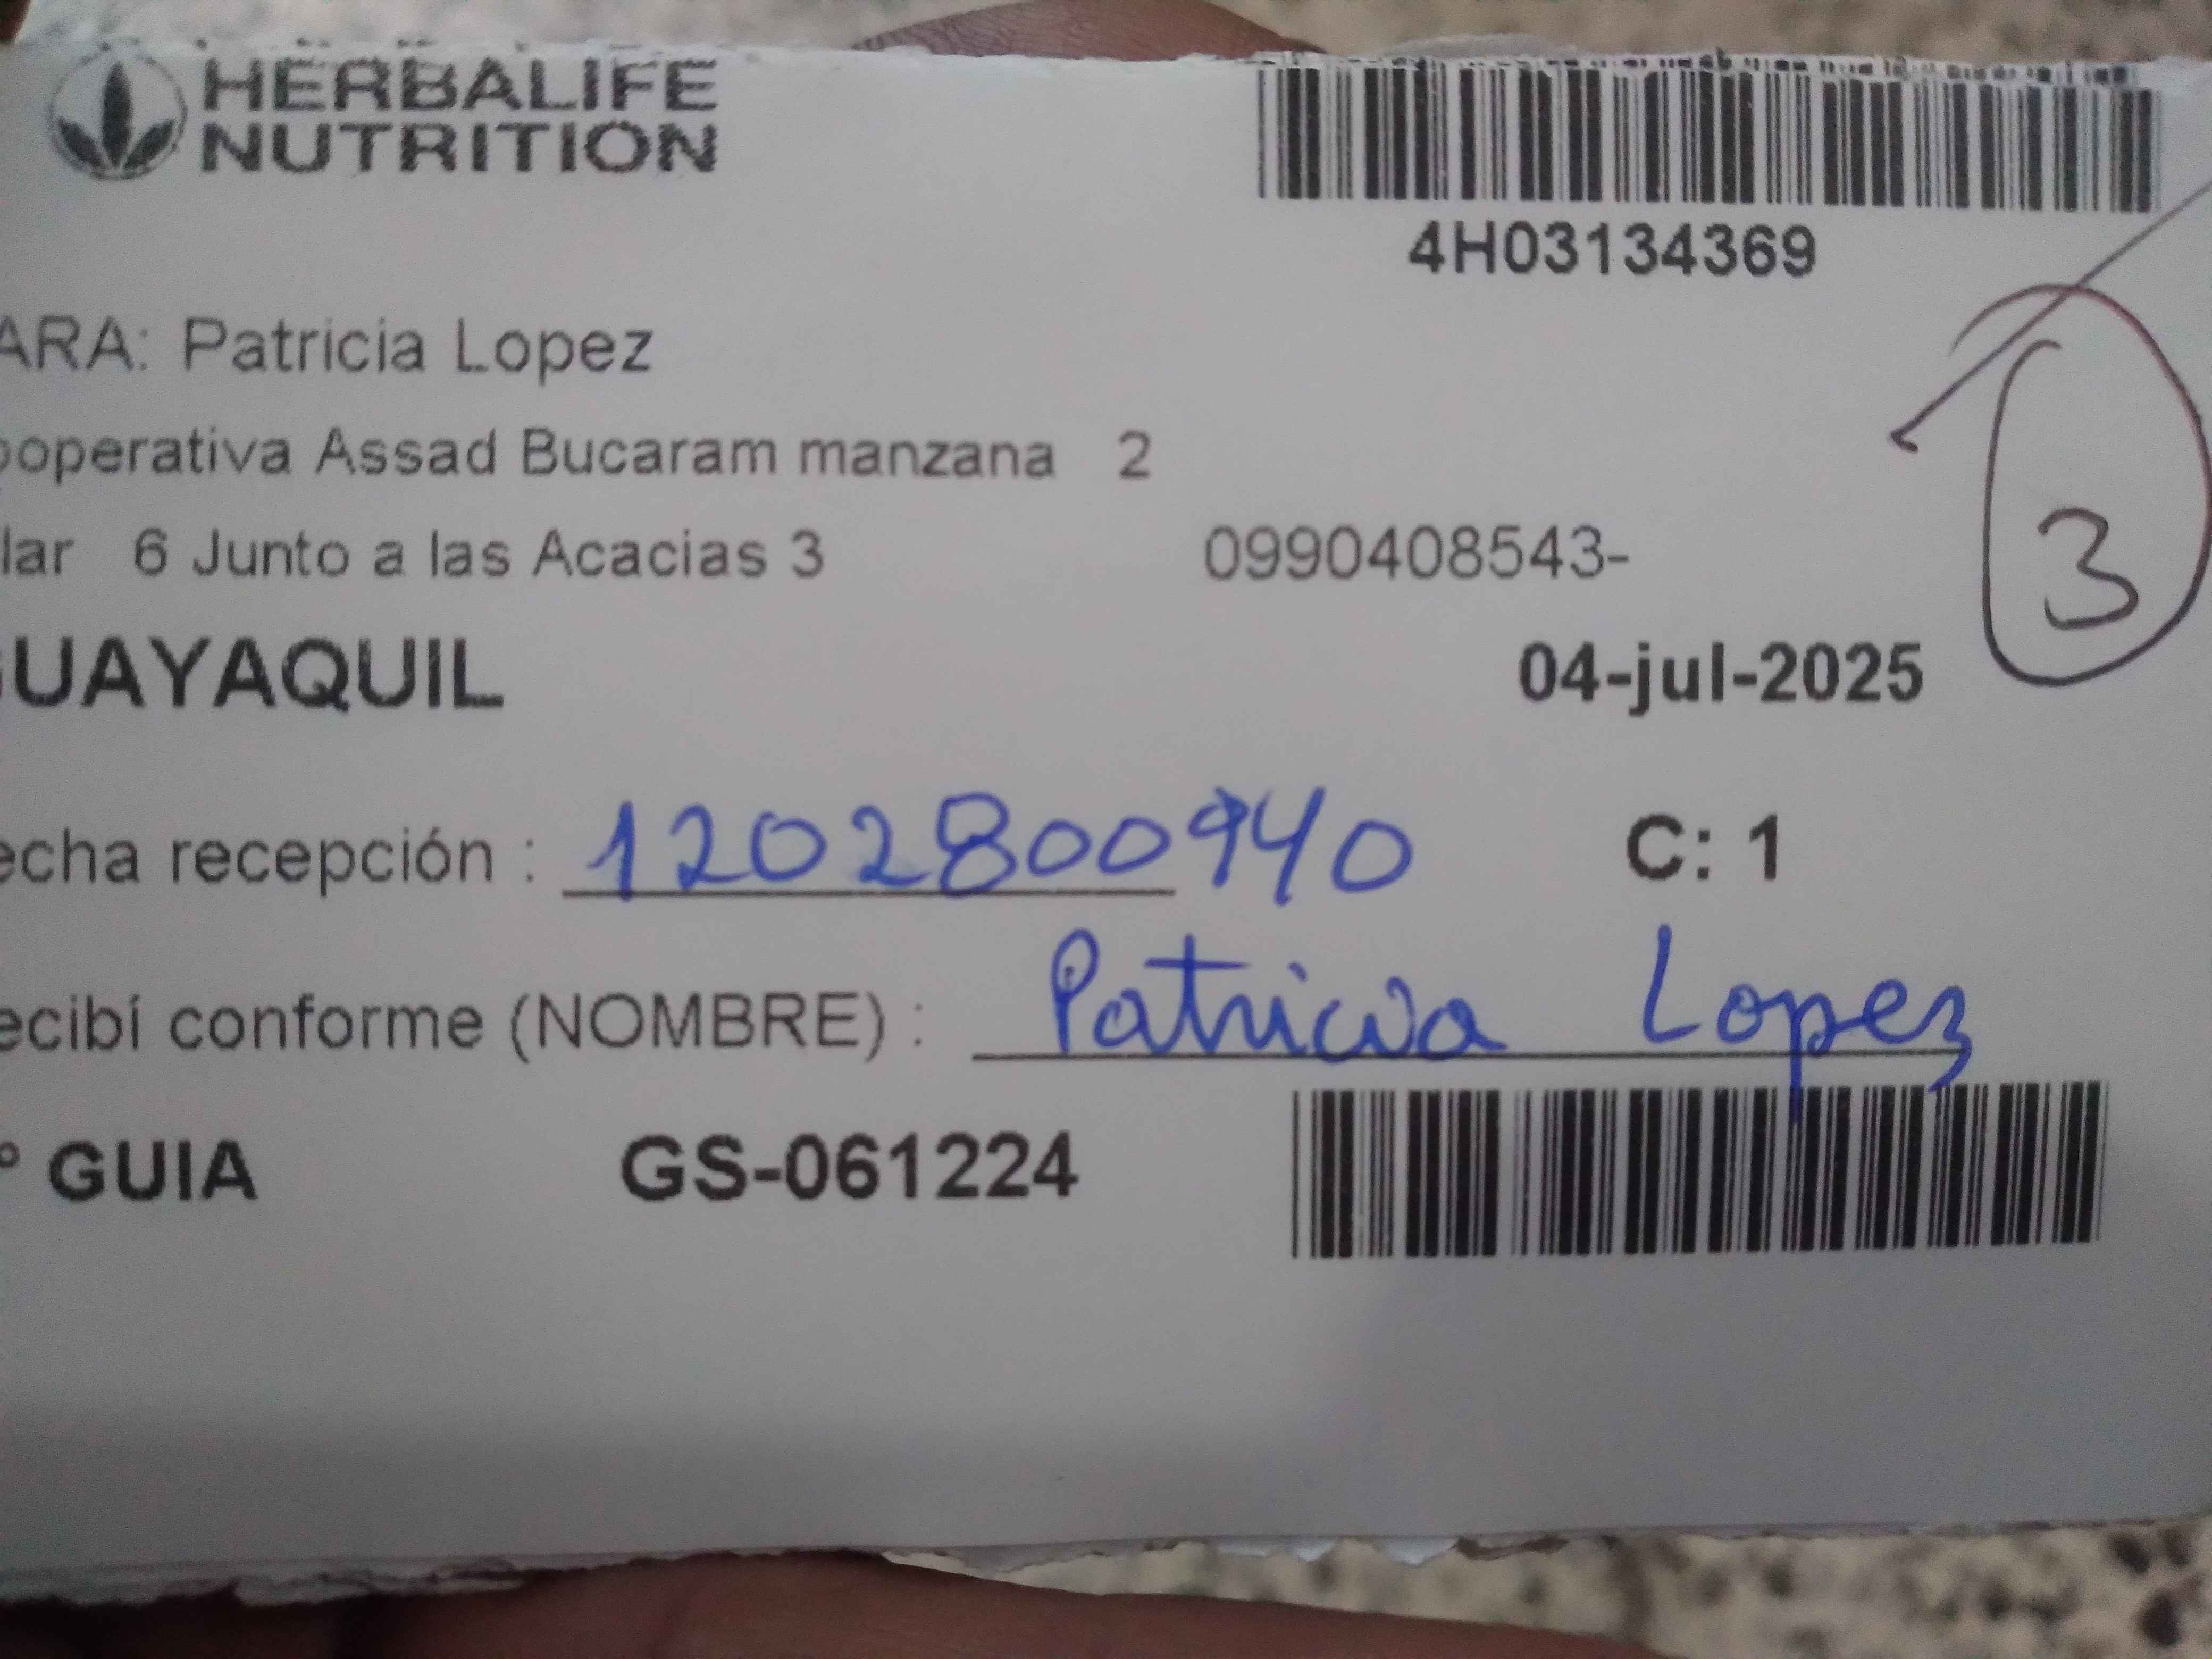 HERBALIFE
NUTRITION
4H03134369
ARA: Patricia Lopez
ooperativa Assad Bucaram manzana 2
lar 6 Junto a las Acacias 3 0990408543-
3
UAYAQUIL 04-jul-2025
echa recepción : 1202800940 C: 1
ecibí conforme (NOMBRE) : Patricia Lopez
° GUIA GS-061224